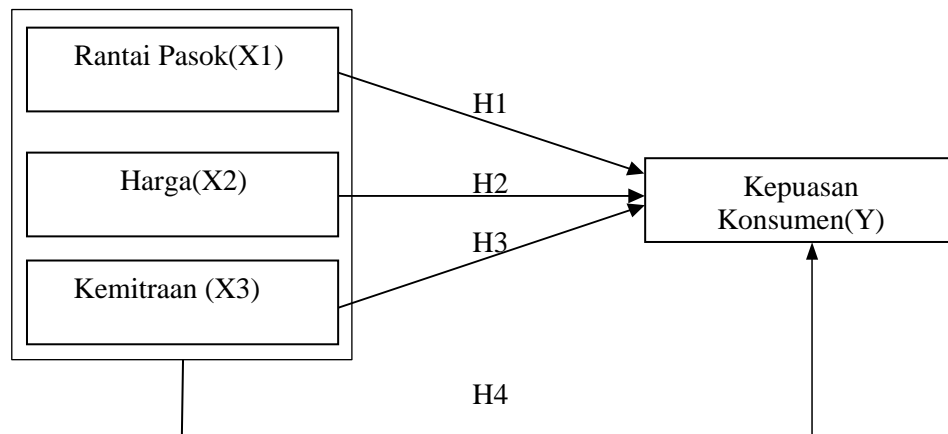 Rantai Pasok(X1)
H1
Harga(X2)
H2
Kepuasan
Konsumen(Y)
H3
Kemitraan (X3)
H4